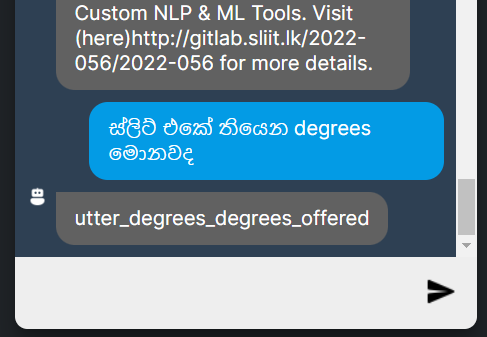 Custom NLP & ML Tools. Visit
(here)http://gitlab.sliit.lk/2022-
056/2022-056 for more details.
ස්ලිට් එකේ තියෙන degrees
මොනවද
utter_degrees_degrees_offered